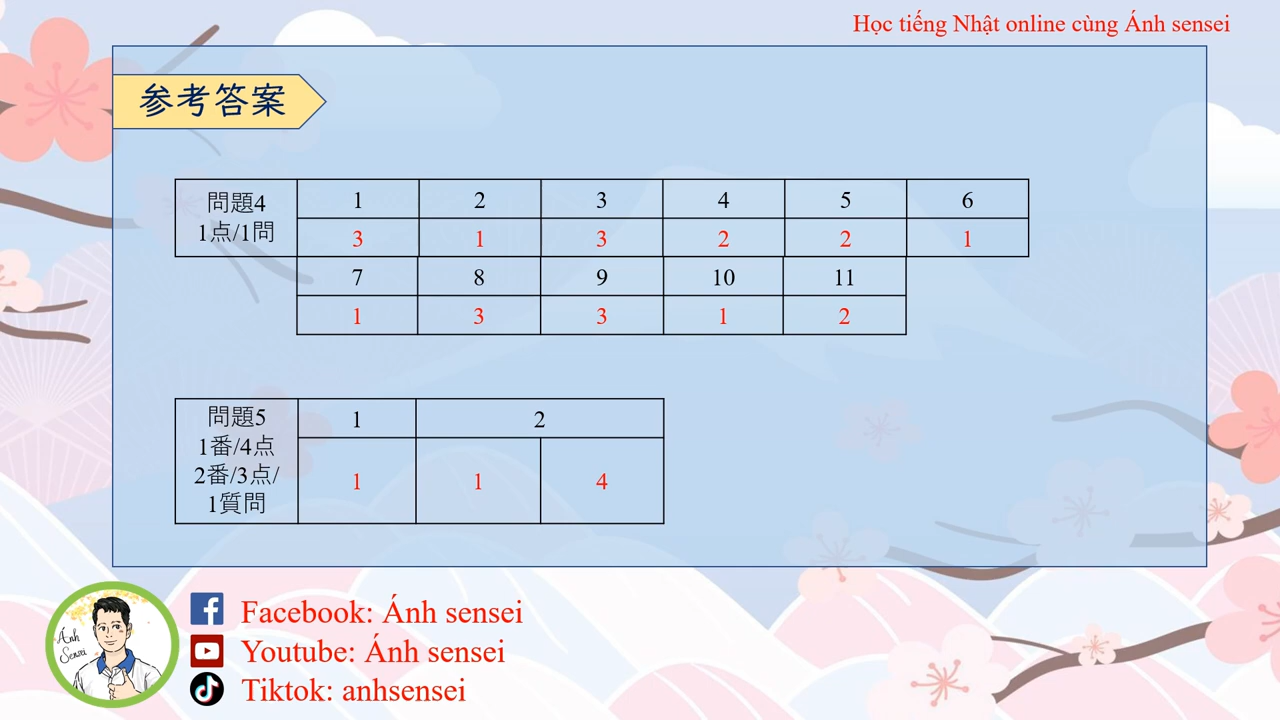 Học tiếng Nhật online cùng Ánh sensei
参考答案
問題4
1点/1問
1 2 3 4 5 6
3 1 3 2 2 1
7 8 9 10 11
1 3 3 1 2
問題5
1番/4点
2番/3点/
1質問
1 2
1 1 4
Ánh
Sensei
Facebook: Ánh sensei
Youtube: Ánh sensei
Tiktok: anhsensei